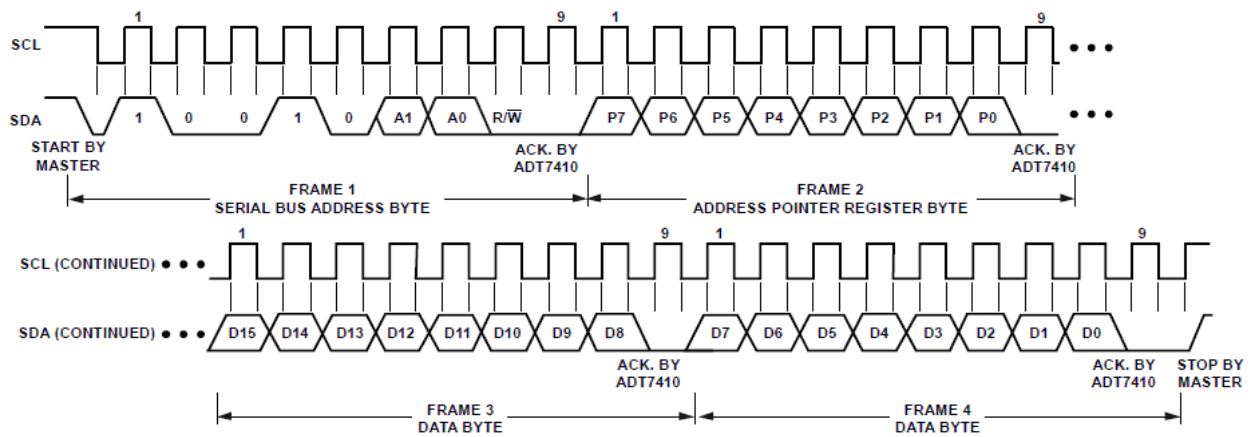 1 9 1 9
SCL
SDA 1 0 0 1 0 A1 A0 R/W̅ P7 P6 P5 P4 P3 P2 P1 P0
START BY MASTER
ACK. BY ADT7410
ACK. BY ADT7410
FRAME 1
SERIAL BUS ADDRESS BYTE
FRAME 2
ADDRESS POINTER REGISTER BYTE
1 9 1 9
SCL (CONTINUED)
SDA (CONTINUED) D15 D14 D13 D12 D11 D10 D9 D8 D7 D6 D5 D4 D3 D2 D1 D0
ACK. BY ADT7410
ACK. BY ADT7410
STOP BY MASTER
FRAME 3
DATA BYTE
FRAME 4
DATA BYTE